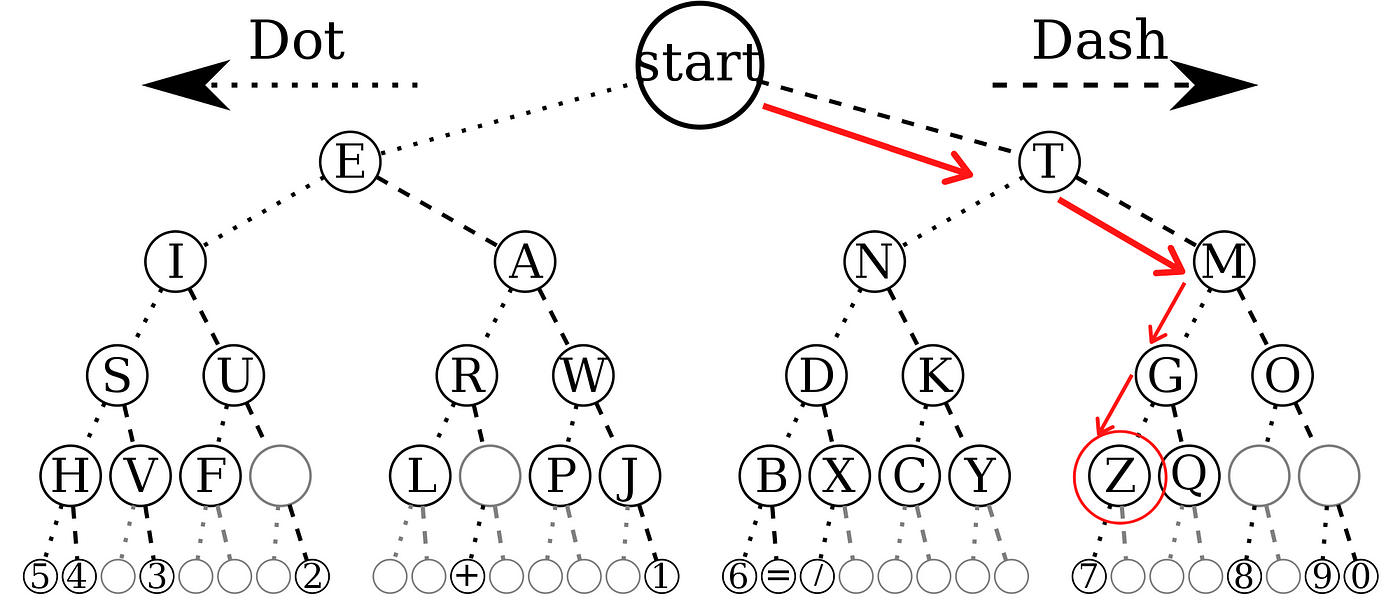 Dot
start
Dash
E T
I A N M
S U R W D K G O
H V F L P J B X C Y Z Q
5 4 3 2 + 1 6 = / 7 8 9 0